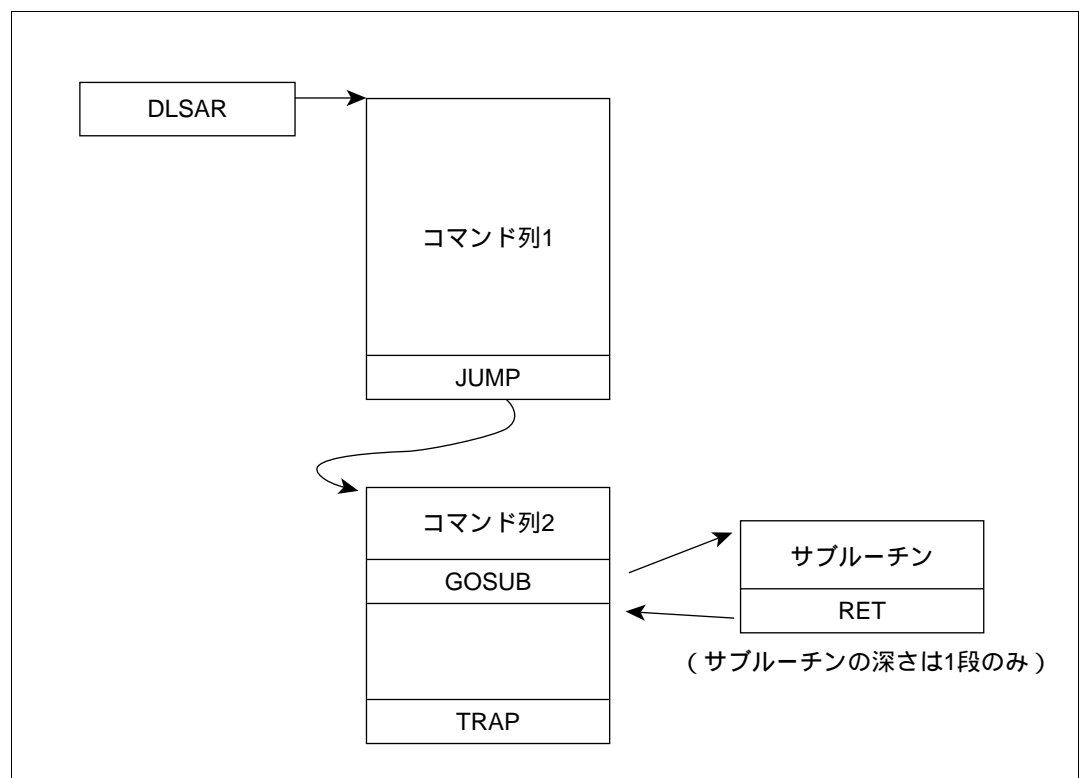 DLSAR
コマンド列1
JUMP
コマンド列2
GOSUB
サブルーチン
RET
(サブルーチンの深さは1段のみ)
TRAP